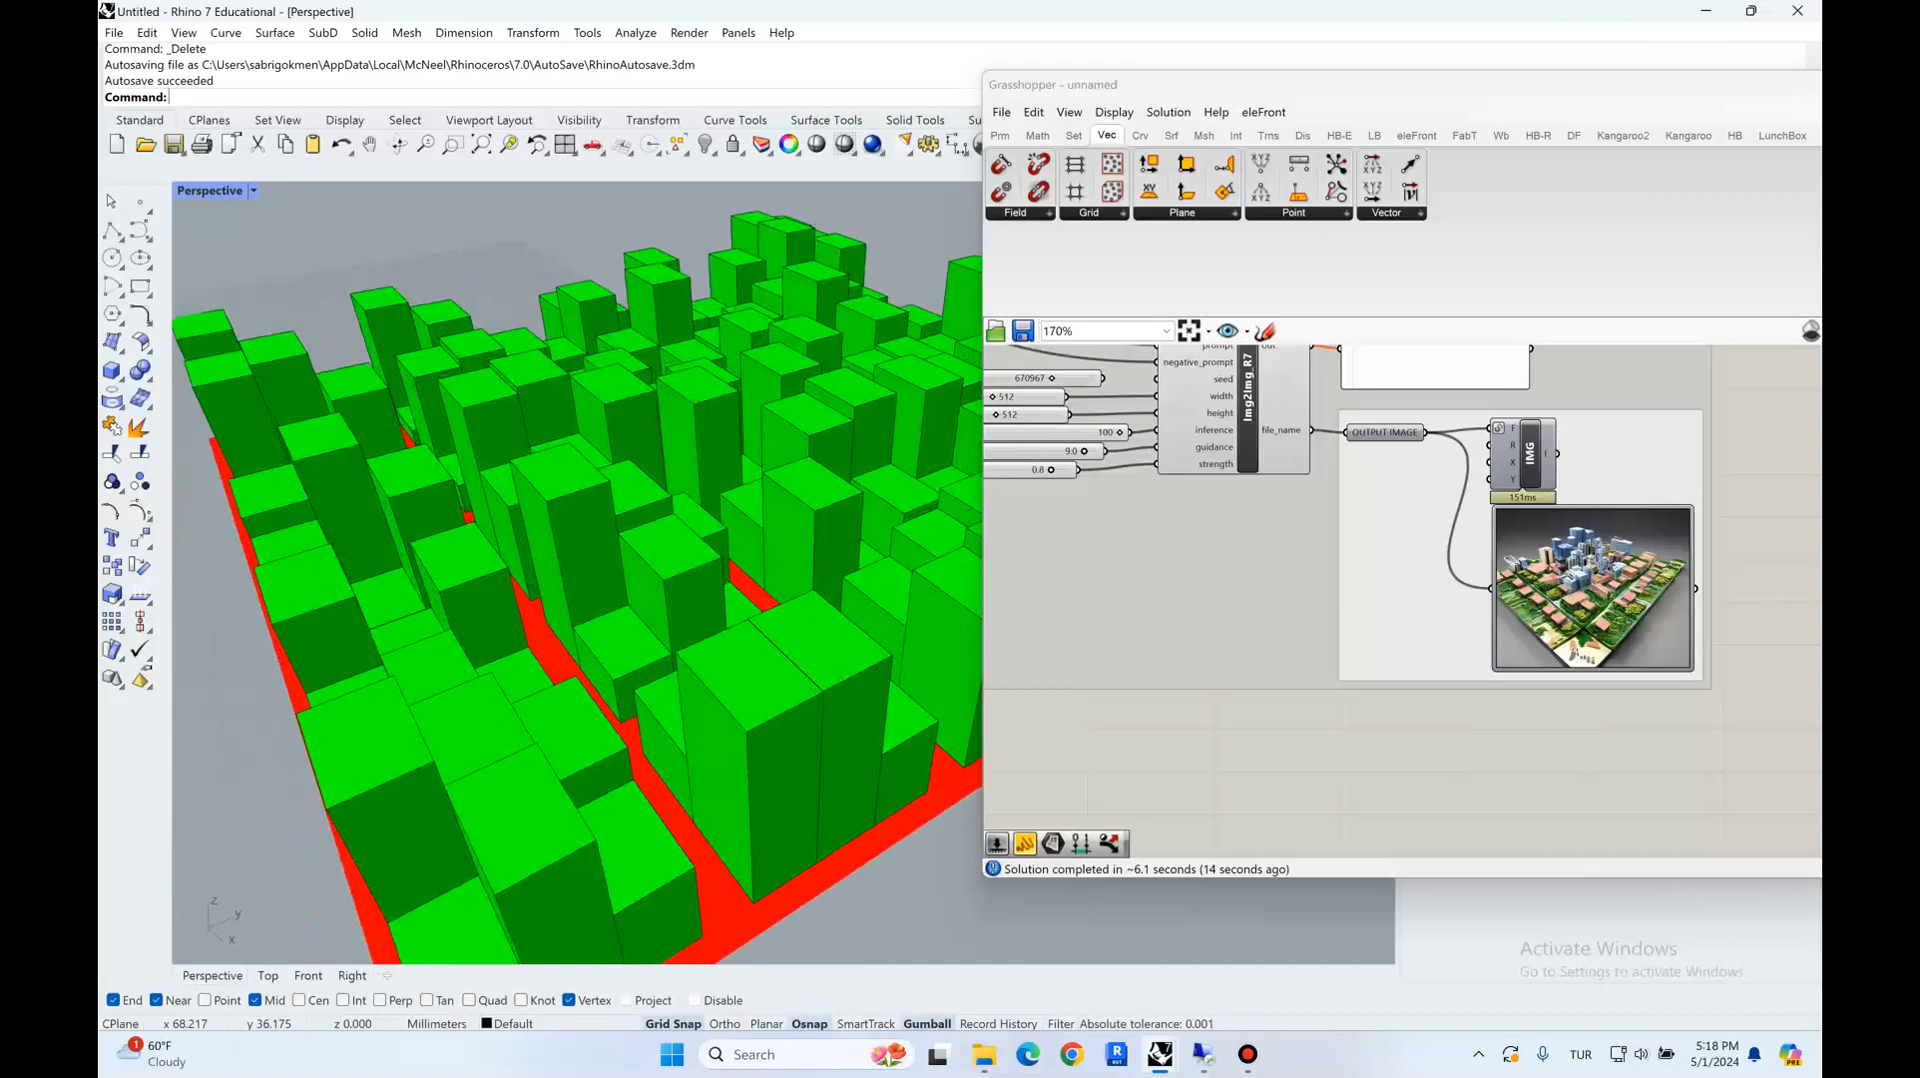 Untitled - Rhino 7 Educational - [Perspective]
File Edit View Curve Surface SubD Solid Mesh Dimension Transform Tools Analyze Render Panels Help
Command: _Delete
Autosaving file as C:\Users\sabrigokmen\AppData\Local\McNeel\Rhinoceros\7.0\AutoSave\RhinoAutosave.3dm
Autosave succeeded
Command:
Standard CPlanes Set View Display Select Viewport Layout Visibility Transform Curve Tools Surface Tools Solid Tools
Perspective
Grasshopper - unnamed
File Edit View Display Solution Help eleFront
Prm Math Set Vec Crv Srf Msh Int Trns Dis HB-E LB eleFront FabT Wb HB-R DF Kangaroo2 Kangaroo HB LunchBox
Field Grid Plane Point Vector
170%
prompt out
negative_prompt
670967 seed
512 width
512 height
100 inference file_name
9.0 guidance
0.8 strength
Img2Img_R7
OUTPUT IMAGE
F
R
X
Y
IMG
I
151ms
Solution completed in ~6.1 seconds (14 seconds ago)
z
y
x
Activate Windows
Go to Settings to activate Windows.
Perspective Top Front Right
End Near Point Mid Cen Int Perp Tan Quad Knot Vertex Project Disable
CPlane x 68.217 y 36.175 z 0.000 Millimeters Default Grid Snap Ortho Planar Osnap SmartTrack Gumball Record History Filter Absolute tolerance: 0.001
1
60°F
Cloudy
Search
TUR
5:18 PM
5/1/2024